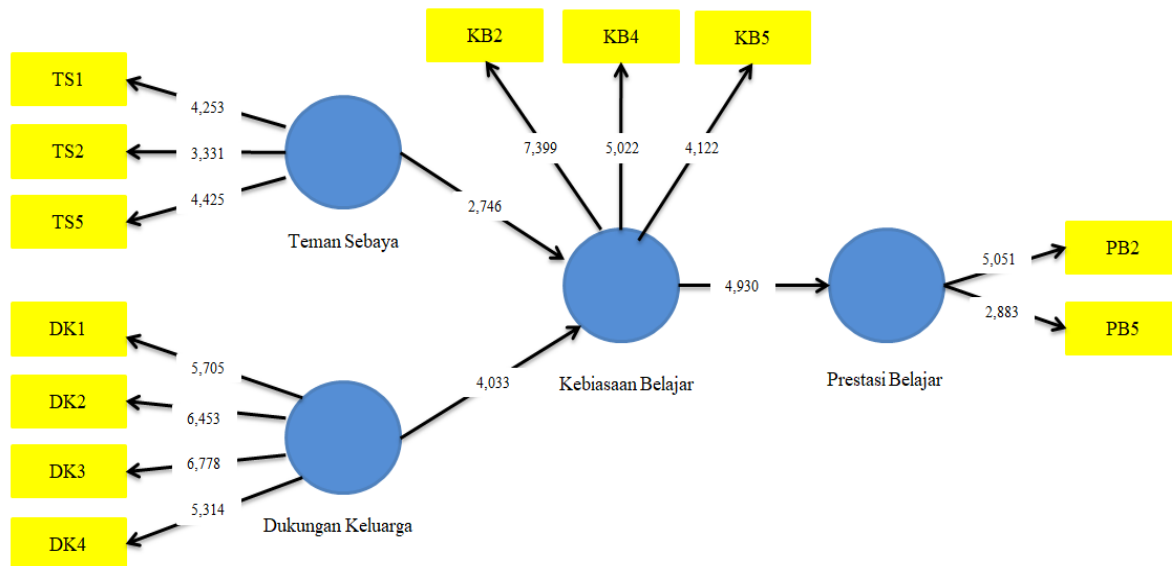 KB2
KB4
KB5
TS1
TS2
TS5
4,253
3,331
4,425
Teman Sebaya
7,399
5,022
4,122
2,746
DK1
DK2
DK3
DK4
5,705
6,453
6,778
5,314
Dukungan Keluarga
4,033
Kebiasaan Belajar
4,930
Prestasi Belajar
5,051
2,883
PB2
PB5